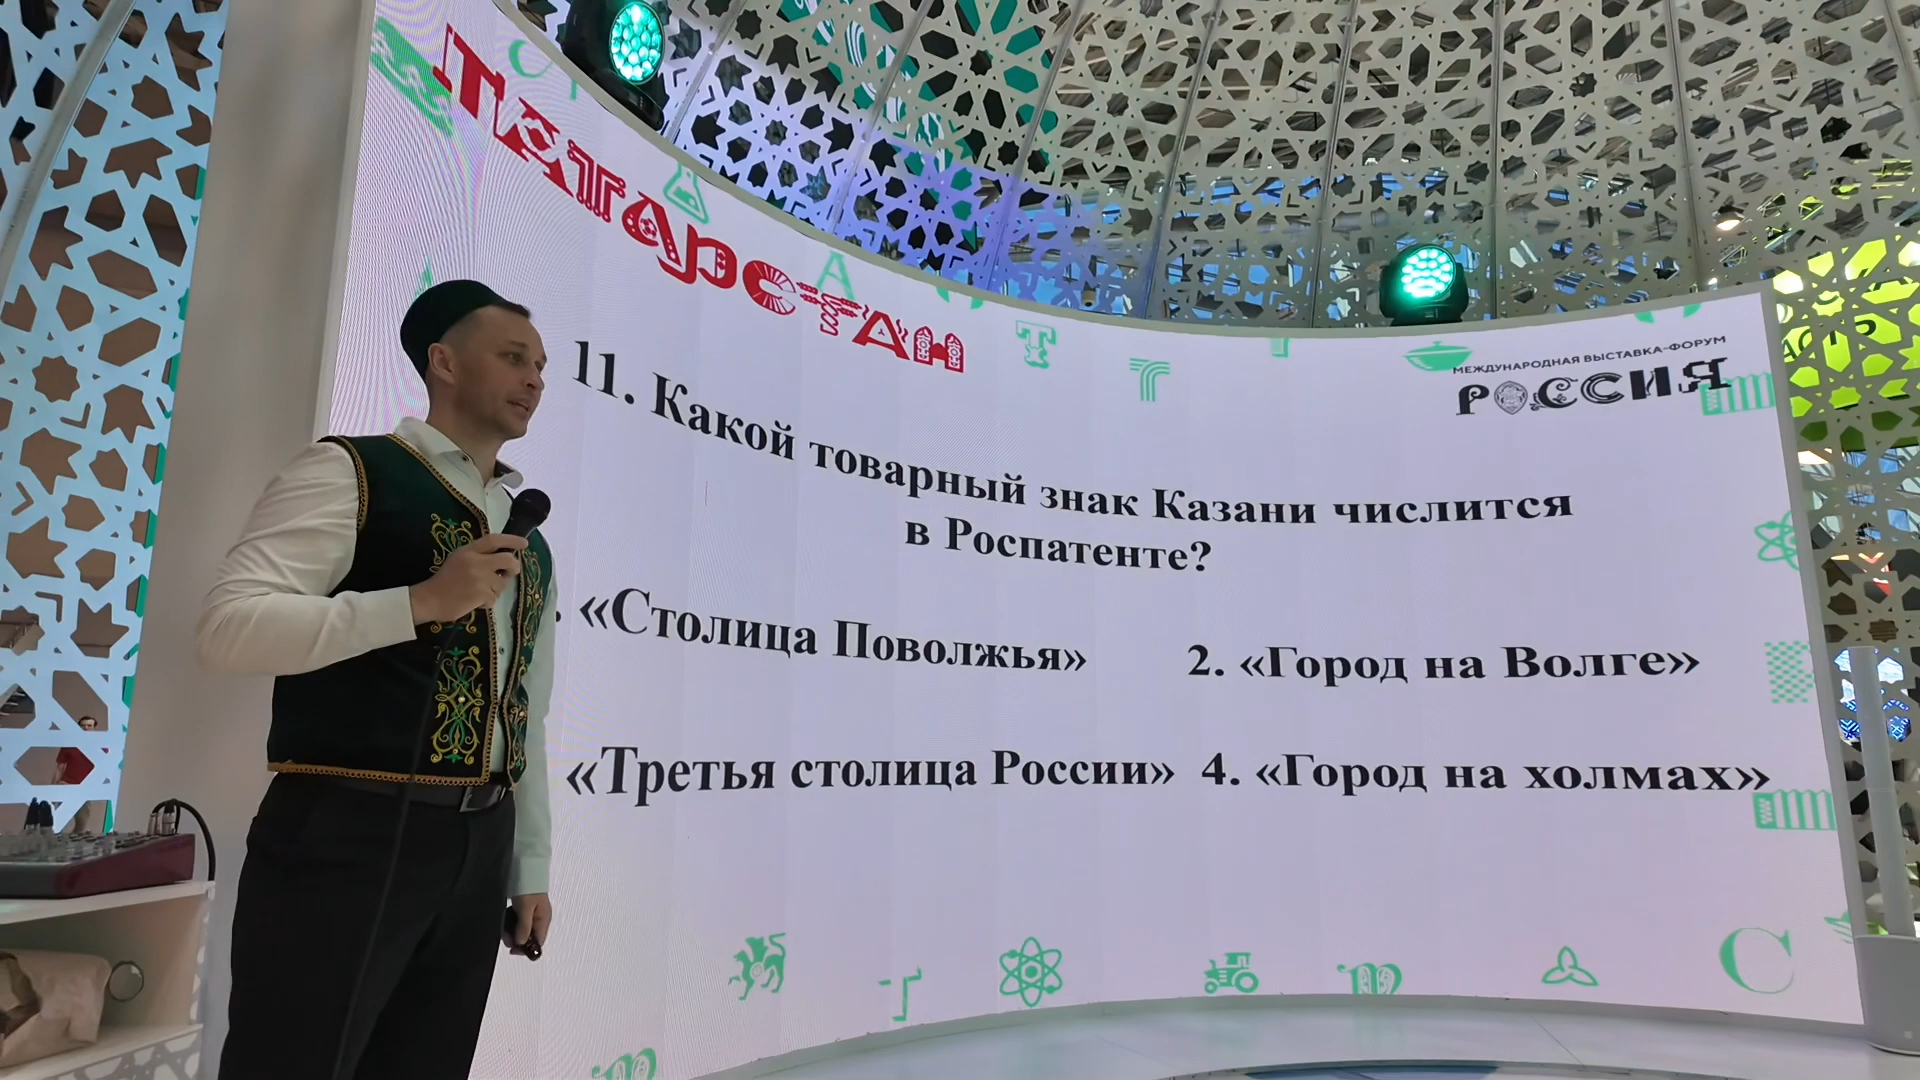 ТАТАРСТАН
МЕЖДУНАРОДНАЯ ВЫСТАВКА-ФОРУМ
РОССИЯ
11. Какой товарный знак Казани числится
в Роспатенте?
. «Столица Поволжья» 2. «Город на Волге»
«Третья столица России» 4. «Город на холмах»